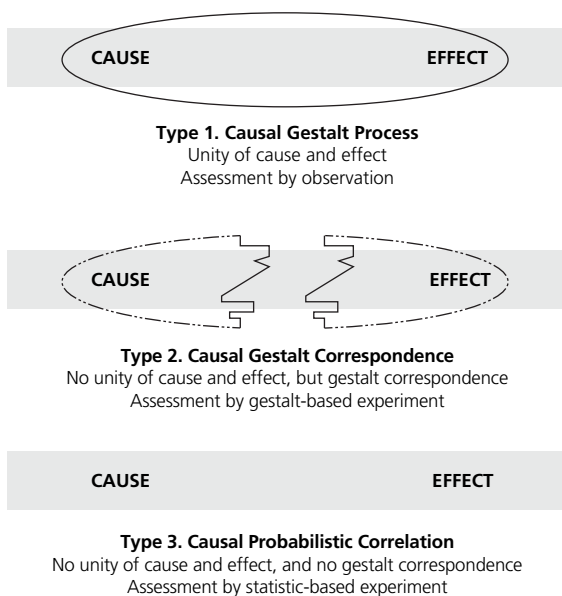 CAUSE EFFECT
Type 1. Causal Gestalt Process
Unity of cause and effect
Assessment by observation
CAUSE EFFECT
Type 2. Causal Gestalt Correspondence
No unity of cause and effect, but gestalt correspondence
Assessment by gestalt-based experiment
CAUSE EFFECT
Type 3. Causal Probabilistic Correlation
No unity of cause and effect, and no gestalt correspondence
Assessment by statistic-based experiment